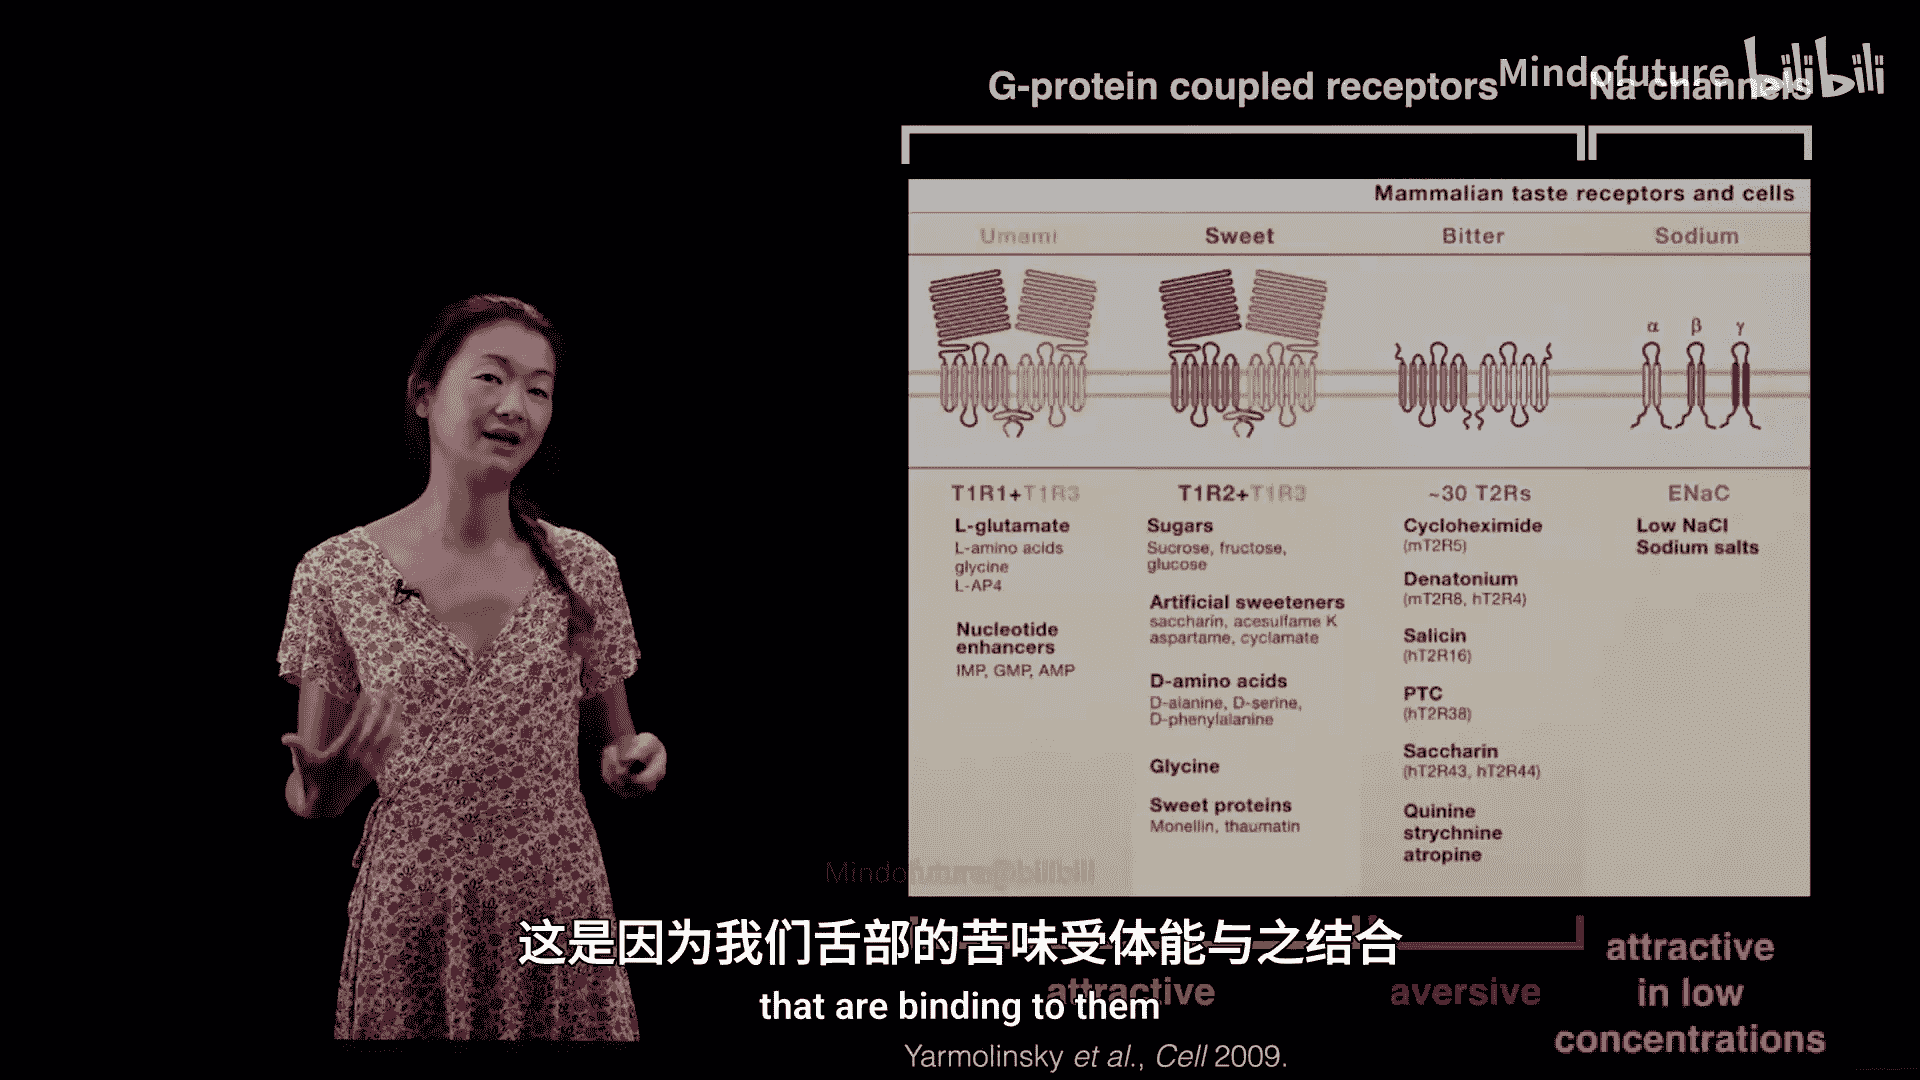 G-protein coupled receptors
Na channels
Mindofuture bilibili
Mammalian taste receptors and cells
Umami
Sweet
Bitter
Sodium
α β γ
T1R1+T1R3
L-glutamate
L-amino acids
glycine
L-AP4
Nucleotide
enhancers
IMP, GMP, AMP
T1R2+T1R3
Sugars
Sucrose, fructose,
glucose
Artificial sweeteners
saccharin, acesulfame K
aspartame, cyclamate
D-amino acids
D-alanine, D-serine,
D-phenylalanine
Glycine
Sweet proteins
Monellin, thaumatin
~30 T2Rs
Cycloheximide
(mT2R5)
Denatonium
(mT2R8, hT2R4)
Salicin
(hT2R16)
PTC
(hT2R38)
Saccharin
(hT2R43, hT2R44)
Quinine
strychnine
atropine
ENaC
Low NaCl
Sodium salts
Mindofuture@bilibili
这是因为我们舌部的苦味受体能与之结合
that are binding to them
attractive
aversive
attractive
in low
concentrations
Yarmolinsky et al., Cell 2009.